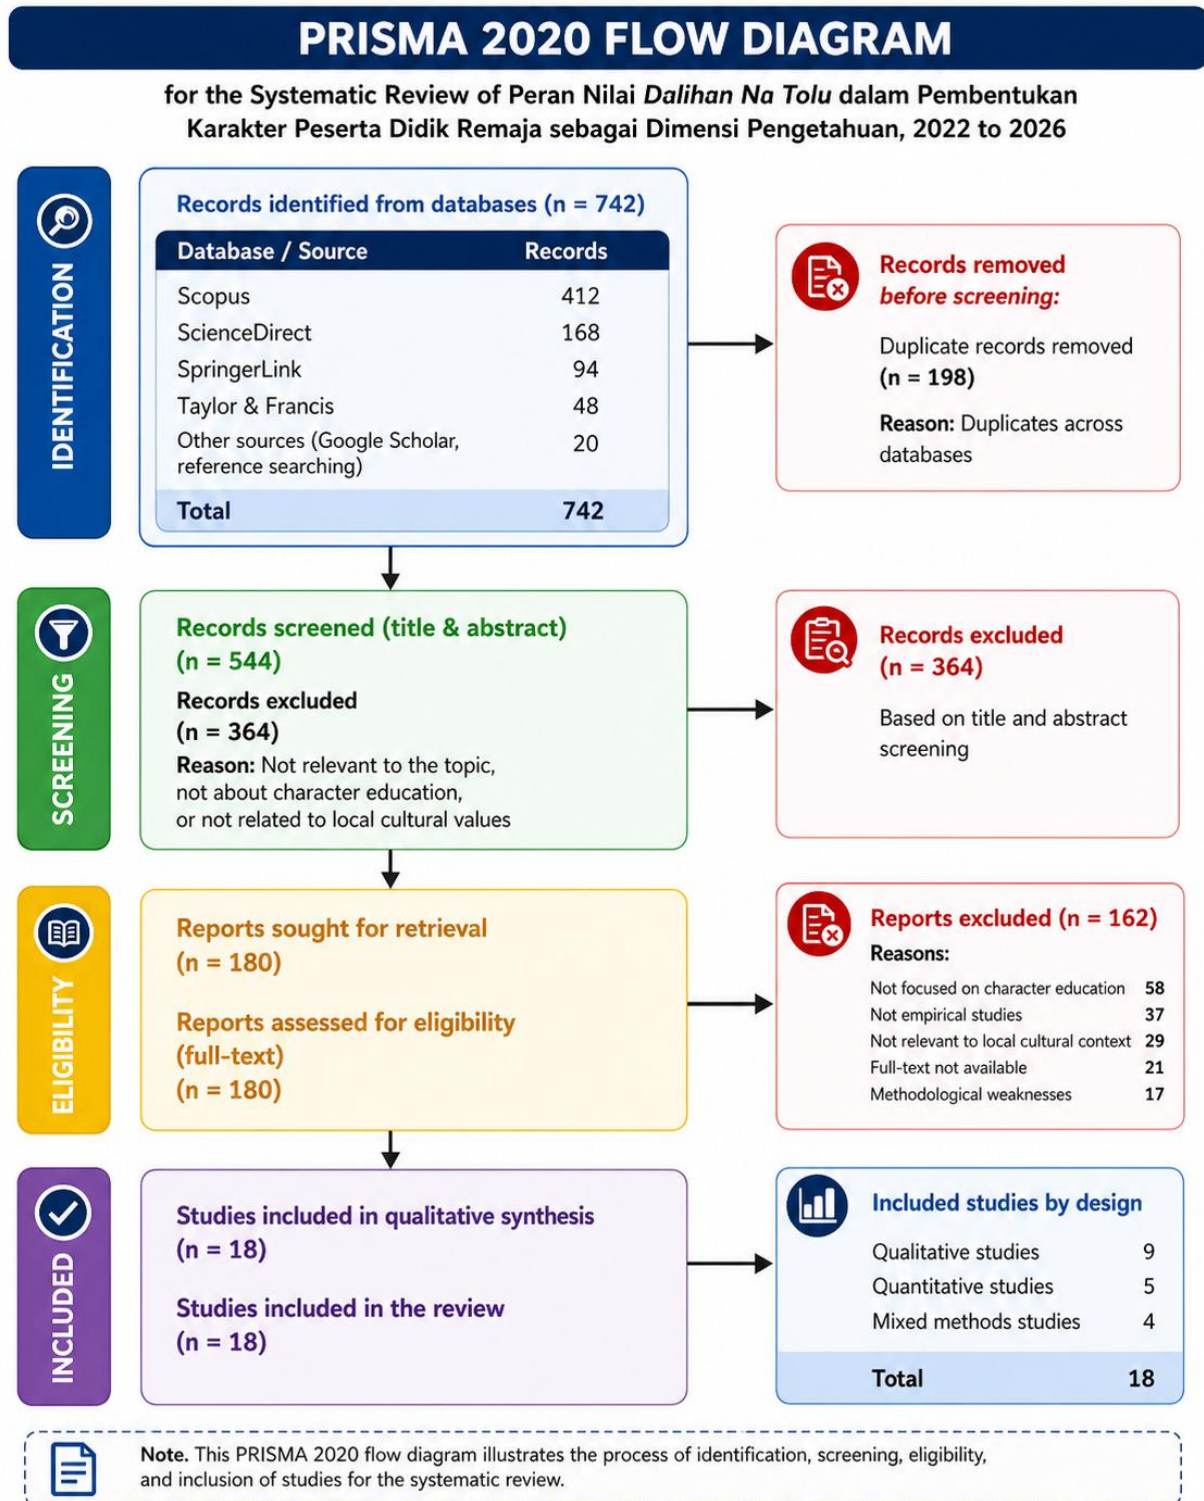 PRISMA 2020 FLOW DIAGRAM
for the Systematic Review of Peran Nilai Dalihan Na Tolu dalam Pembentukan
Karakter Peserta Didik Remaja sebagai Dimensi Pengetahuan, 2022 to 2026
IDENTIFICATION
Records identified from databases (n = 742)
Database / Source Records
Scopus 412
ScienceDirect 168
SpringerLink 94
Taylor & Francis 48
Other sources (Google Scholar, 20
reference searching)
Total 742
Records removed
before screening:
Duplicate records removed
(n = 198)
Reason: Duplicates across
databases
SCREENING
Records screened (title & abstract)
(n = 544)
Records excluded
(n = 364)
Reason: Not relevant to the topic,
not about character education,
or not related to local cultural values
Records excluded
(n = 364)
Based on title and abstract
screening
ELIGIBILITY
Reports sought for retrieval
(n = 180)
Reports assessed for eligibility
(full-text)
(n = 180)
Reports excluded (n = 162)
Reasons:
Not focused on character education 58
Not empirical studies 37
Not relevant to local cultural context 29
Full-text not available 21
Methodological weaknesses 17
INCLUDED
Studies included in qualitative synthesis
(n = 18)
Studies included in the review
(n = 18)
Included studies by design
Qualitative studies 9
Quantitative studies 5
Mixed methods studies 4
Total 18
Note. This PRISMA 2020 flow diagram illustrates the process of identification, screening, eligibility,
and inclusion of studies for the systematic review.